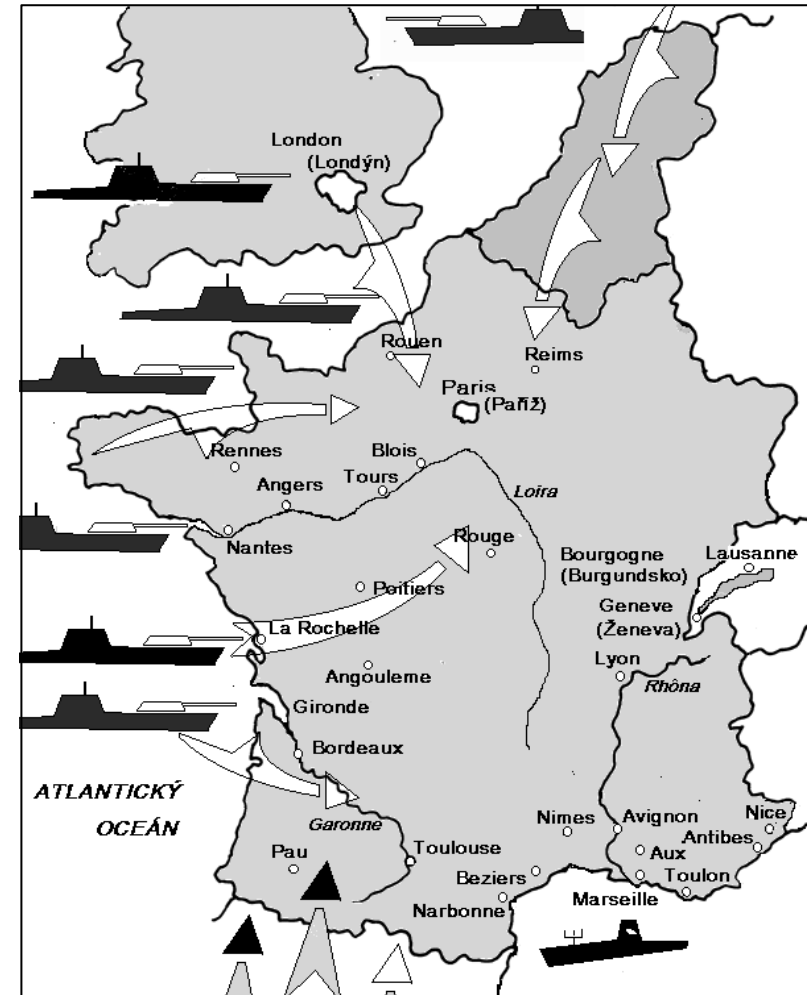 London
(Londýn)
Rouen
Reims
Paris
(Paříž)
Rennes
Blois
Tours
Angers
Loira
Nantes
Rouge
Bourgogne
(Burgundsko)
Lausanne
Poitiers
Geneve
(Ženeva)
La Rochelle
Lyon
Angouleme
Rhôna
Gironde
Bordeaux
ATLANTICKÝ
OCEÁN
Garonne
Nimes
Avignon
Nice
Antibes
Pau
Toulouse
Aux
Beziers
Toulon
Narbonne
Marseille